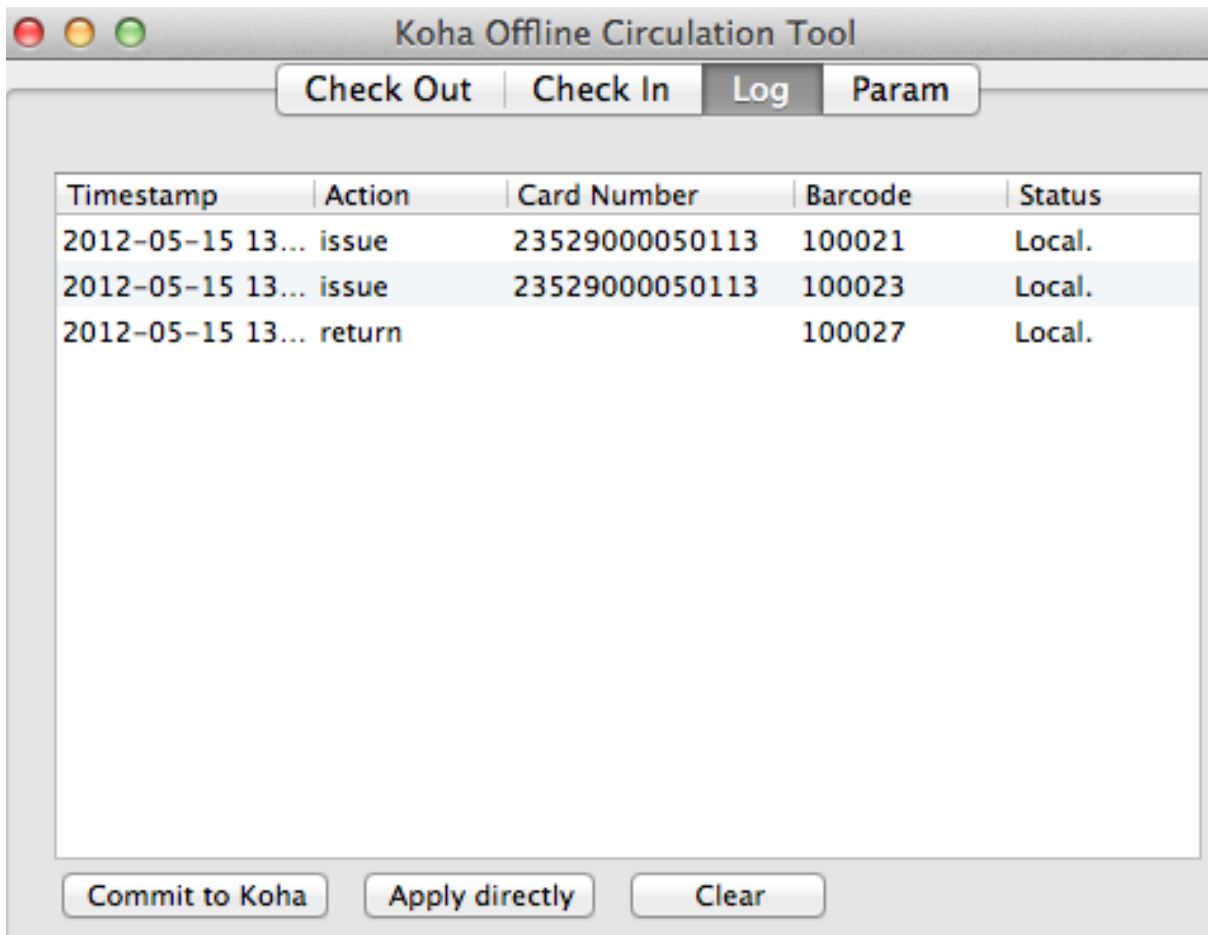 Koha Offline Circulation Tool
Check Out Check In Log Param
Timestamp Action Card Number Barcode Status
2012-05-15 13... issue 23529000050113 100021 Local.
2012-05-15 13... issue 23529000050113 100023 Local.
2012-05-15 13... return 100027 Local.
Commit to Koha Apply directly Clear